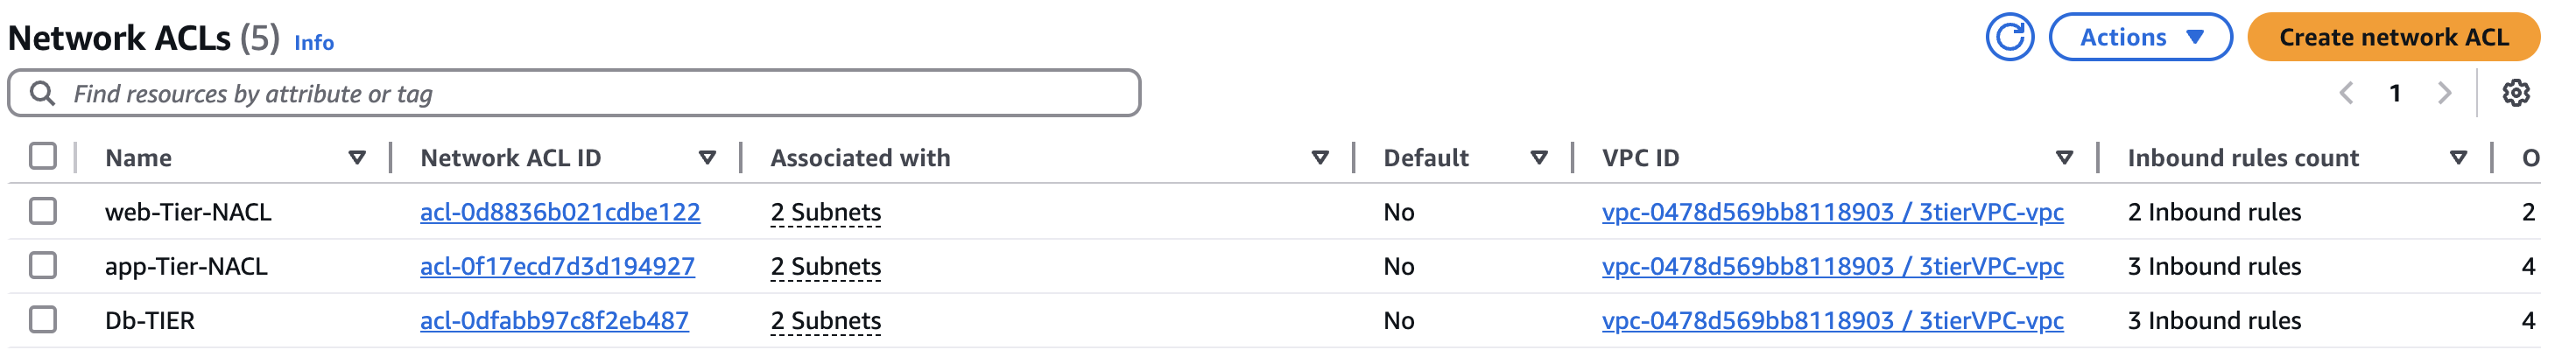 Network ACLs (5) Info Actions Create network ACL
Find resources by attribute or tag 1
Name Network ACL ID Associated with Default VPC ID Inbound rules count O
web-Tier-NACL acl-0d8836b021cdbe122 2 Subnets No vpc-0478d569bb8118903 / 3tierVPC-vpc 2 Inbound rules 2
app-Tier-NACL acl-0f17ecd7d3d194927 2 Subnets No vpc-0478d569bb8118903 / 3tierVPC-vpc 3 Inbound rules 4
Db-TIER acl-0dfabb97c8f2eb487 2 Subnets No vpc-0478d569bb8118903 / 3tierVPC-vpc 3 Inbound rules 4